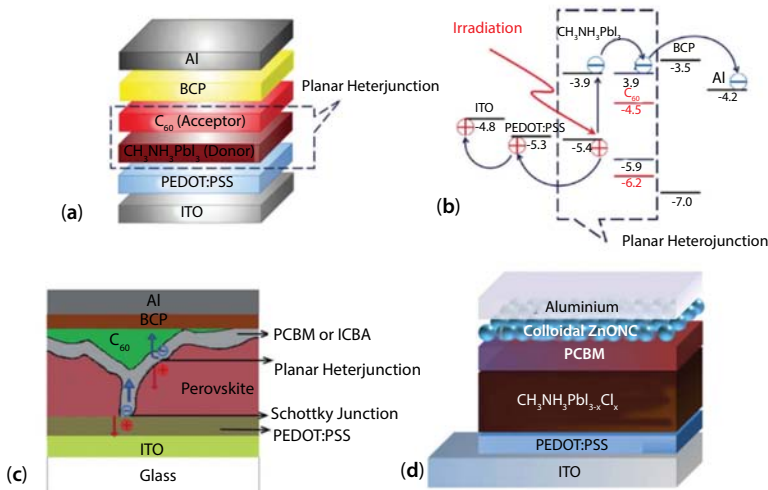 Al
BCP
C60 (Acceptor)
CH3NH3PbI3 (Donor)
PEDOT:PSS
ITO
Planar Heterjunction
(a)
Irradiation
CH3NH3PbI3
-3.9
3.9
C60
-4.5
BCP
-3.5
Al
-4.2
ITO
-4.8
PEDOT:PSS
-5.3
-5.4
-5.9
-6.2
-7.0
Planar Heterojunction
(b)
Al
BCP
C60
Perovskite
ITO
Glass
PCBM or ICBA
Planar Heterjunction
Schottky Junction
PEDOT:PSS
(c)
Aluminium
Colloidal ZnONC
PCBM
CH3NH3PbI3-xClx
PEDOT:PSS
ITO
(d)